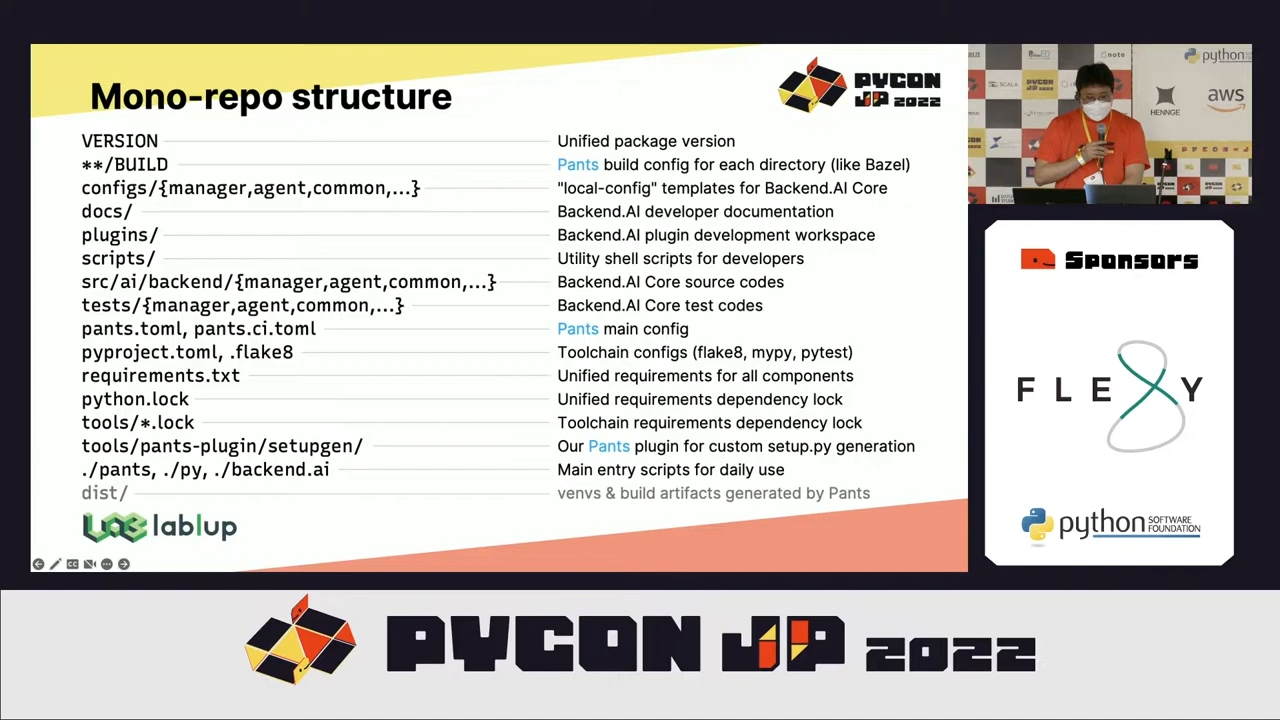 Mono-repo structure
PYCON
JP 2022
VERSION Unified package version
**/BUILD Pants build config for each directory (like Bazel)
configs/{manager,agent,common,...} "local-config" templates for Backend.AI Core
docs/ Backend.AI developer documentation
plugins/ Backend.AI plugin development workspace
scripts/ Utility shell scripts for developers
src/ai/backend/{manager,agent,common,...} Backend.AI Core source codes
tests/{manager,agent,common,...} Backend.AI Core test codes
pants.toml, pants.ci.toml Pants main config
pyproject.toml, .flake8 Toolchain configs (flake8, mypy, pytest)
requirements.txt Unified requirements for all components
python.lock Unified requirements dependency lock
tools/*.lock Toolchain requirements dependency lock
tools/pants-plugin/setupgen/ Our Pants plugin for custom setup.py generation
./pants, ./py, ./backend.ai Main entry scripts for daily use
dist/ venvs & build artifacts generated by Pants
lablup
note
python
SCALA
HENNGE
aws
Sponsors
FLEXY
python SOFTWARE
FOUNDATION
PYCON JP 2022